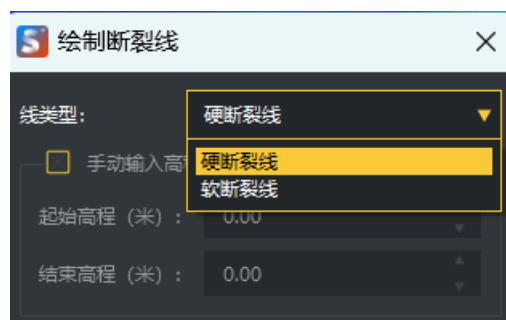 绘制断裂线
线类型: 硬断裂线
手动输入高
硬断裂线
软断裂线
起始高程 (米) : 0.00
结束高程 (米) : 0.00